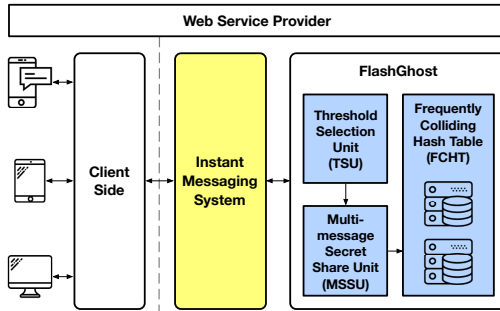 Web Service Provider
Client
Side
Instant
Messaging
System
FlashGhost
Threshold
Selection
Unit
(TSU)
Multi-
message
Secret
Share Unit
(MSSU)
Frequently
Colliding
Hash Table
(FCHT)